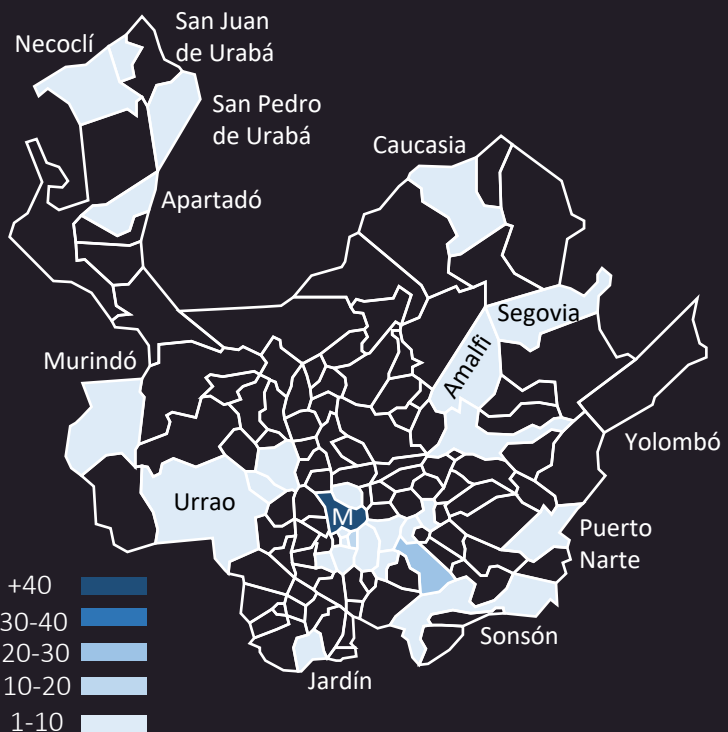 San Juan
de Urabá
Necoclí
San Pedro
de Urabá
Caucasia
Apartadó
Segovia
Amalfi
Murindó
Yolombó
Urrao
M
Puerto
Narte
Sonsón
Jardín
+40
30-40
20-30
10-20
1-10